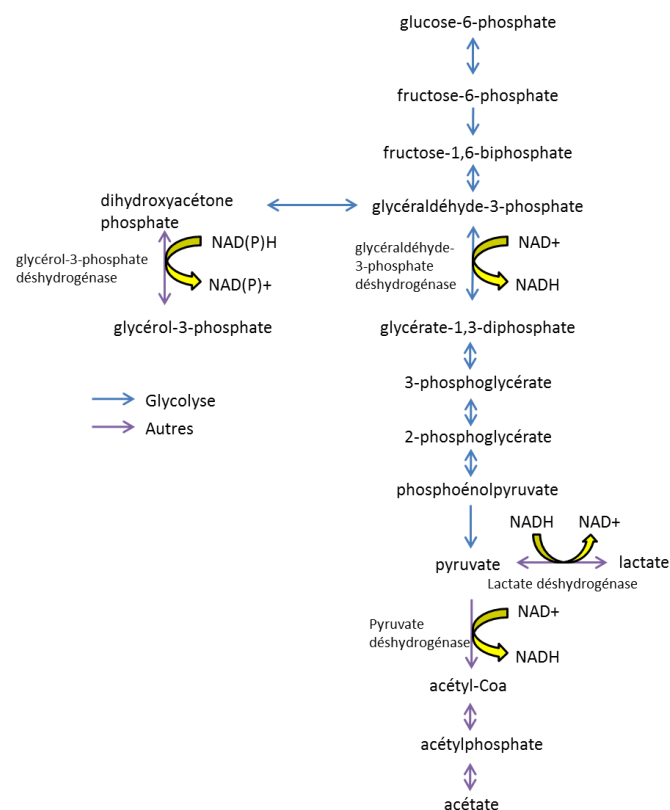 glucose-6-phosphate
fructose-6-phosphate
fructose-1,6-biphosphate
dihydroxyacétone
phosphate
glycéraldéhyde-3-phosphate
glycérol-3-phosphate
déshydrogénase
NAD(P)H
NAD(P)+
glycéraldéhyde-
3-phosphate
déshydrogénase
NAD+
NADH
glycérol-3-phosphate
glycérate-1,3-diphosphate
3-phosphoglycérate
Glycolyse
Autres
2-phosphoglycérate
phosphoénolpyruvate
NADH
NAD+
pyruvate
lactate
Lactate déshydrogénase
Pyruvate
déshydrogénase
NAD+
NADH
acétyl-Coa
acétylphosphate
acétate